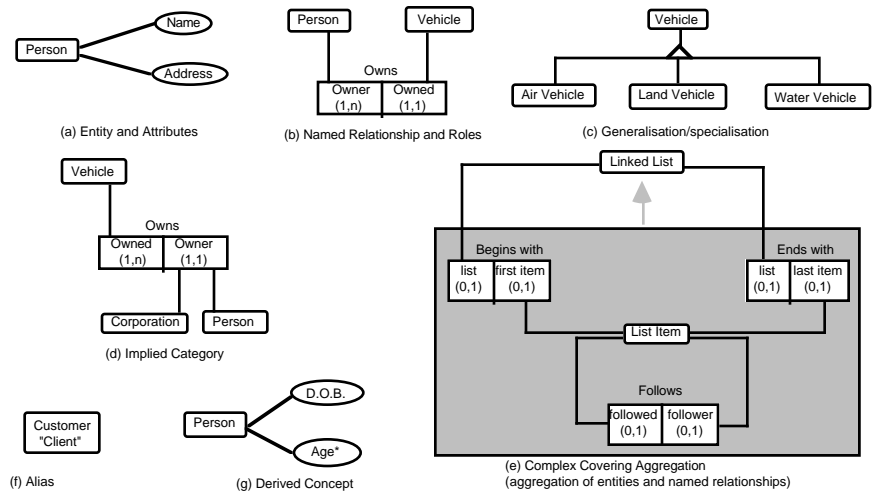 Name
Person
Address
(a) Entity and Attributes
Person
Vehicle
Owns
Owner
(1,n)
Owned
(1,1)
(b) Named Relationship and Roles
Vehicle
Air Vehicle
Land Vehicle
Water Vehicle
(c) Generalisation/specialisation
Vehicle
Owns
Owned
(1,n)
Owner
(1,1)
Corporation
Person
(d) Implied Category
Linked List
Begins with
list
(0,1)
first item
(0,1)
Ends with
list
(0,1)
last item
(0,1)
List Item
Follows
followed
(0,1)
follower
(0,1)
(e) Complex Covering Aggregation
(aggregation of entities and named relationships)
Customer
"Client"
(f) Alias
D.O.B.
Person
Age*
(g) Derived Concept